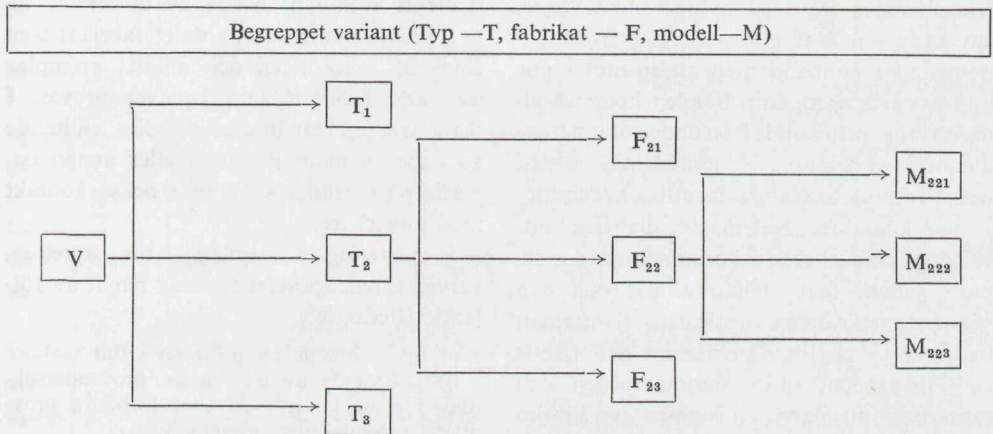 Begreppet variant (Typ — T, fabrikat — F, modell—M)
T₁
F₂₁
M₂₂₁
V
T₂
F₂₂
M₂₂₂
M₂₂₃
F₂₃
T₃